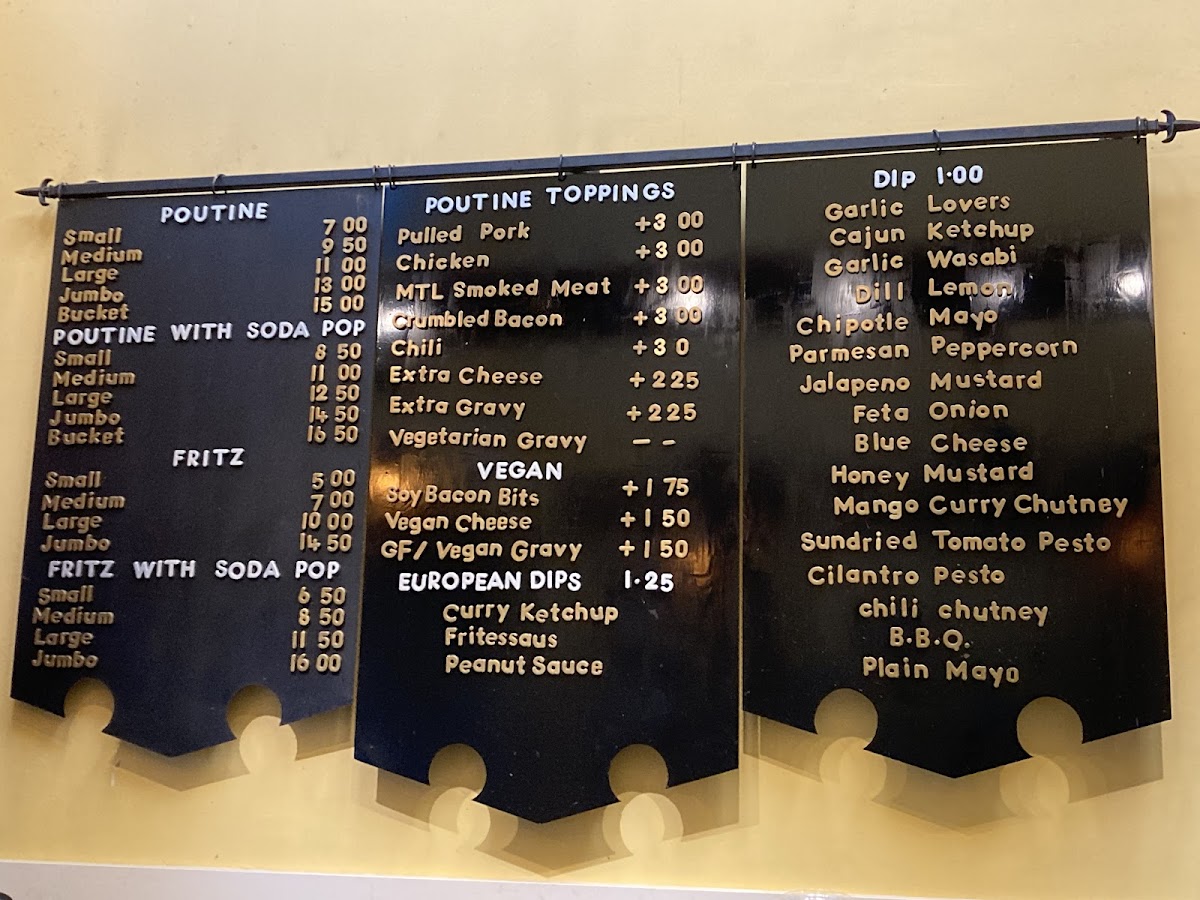 POUTINE
Small 7 00
Medium 9 50
Large 11 00
Jumbo 13 00
Bucket 15 00
POUTINE WITH SODA POP
Small 8 50
Medium 11 00
Large 12 50
Jumbo 14 50
Bucket 16 50
FRITZ
Small 5 00
Medium 7 00
Large 10 00
Jumbo 14 50
FRITZ WITH SODA POP
Small 6 50
Medium 8 50
Large 11 50
Jumbo 16 00
POUTINE TOPPINGS
Pulled Pork +3 00
Chicken +3 00
MTL Smoked Meat +3 00
Crumbled Bacon +3 00
Chili +3 0
Extra Cheese +2 25
Extra Gravy +2 25
Vegetarian Gravy - -
VEGAN
Soy Bacon Bits +1 75
Vegan Cheese +1 50
GF/ Vegan Gravy +1 50
EUROPEAN DIPS 1.25
Curry Ketchup
Fritessaus
Peanut Sauce
DIP 1.00
Garlic Lovers
Cajun Ketchup
Garlic Wasabi
Dill Lemon
Chipotle Mayo
Parmesan Peppercorn
Jalapeno Mustard
Feta Onion
Blue Cheese
Honey Mustard
Mango Curry Chutney
Sundried Tomato Pesto
Cilantro Pesto
chili chutney
B.B.Q.
Plain Mayo